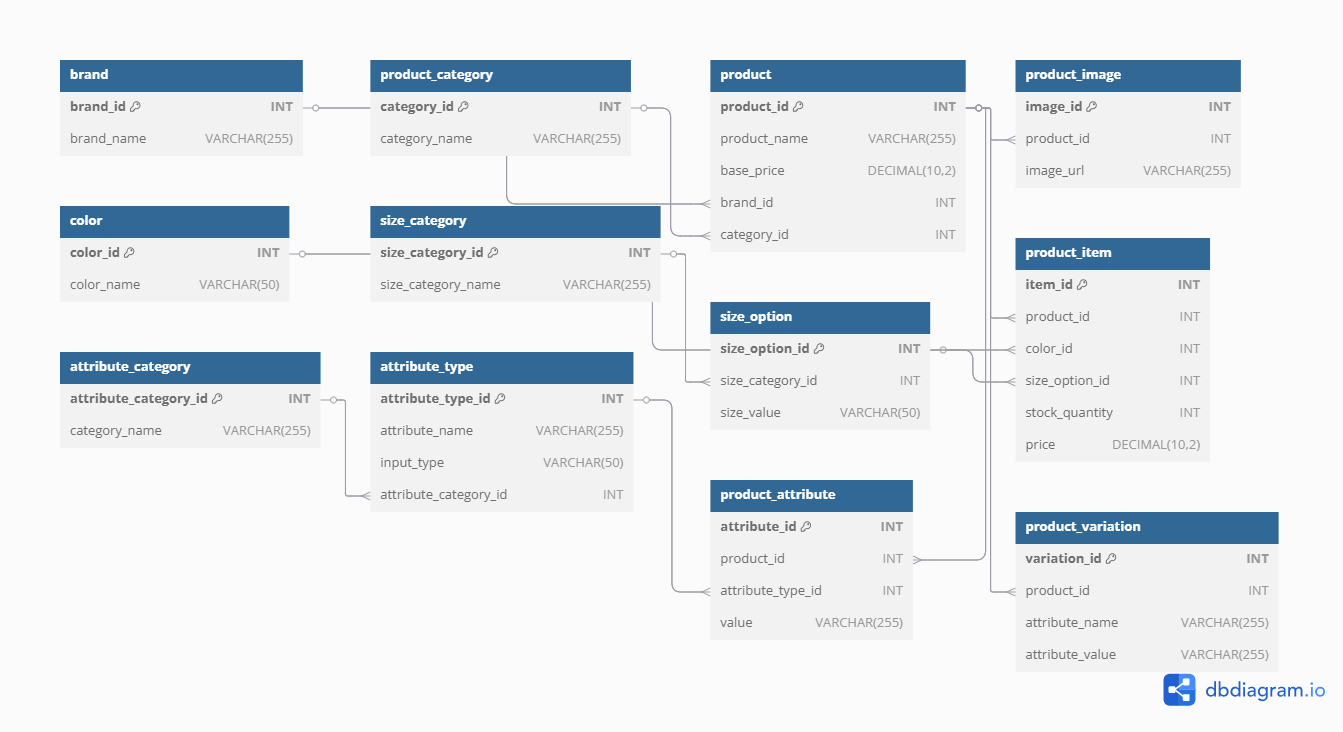 brand
brand_id INT
brand_name VARCHAR(255)
product_category
category_id INT
category_name VARCHAR(255)
product
product_id INT
product_name VARCHAR(255)
base_price DECIMAL(10,2)
brand_id INT
category_id INT
product_image
image_id INT
product_id INT
image_url VARCHAR(255)
color
color_id INT
color_name VARCHAR(50)
size_category
size_category_id INT
size_category_name VARCHAR(255)
size_option
size_option_id INT
size_category_id INT
size_value VARCHAR(50)
product_item
item_id INT
product_id INT
color_id INT
size_option_id INT
stock_quantity INT
price DECIMAL(10,2)
attribute_category
attribute_category_id INT
category_name VARCHAR(255)
attribute_type
attribute_type_id INT
attribute_name VARCHAR(255)
input_type VARCHAR(50)
attribute_category_id INT
product_attribute
attribute_id INT
product_id INT
attribute_type_id INT
value VARCHAR(255)
product_variation
variation_id INT
product_id INT
attribute_name VARCHAR(255)
attribute_value VARCHAR(255)
dbdiagram.io